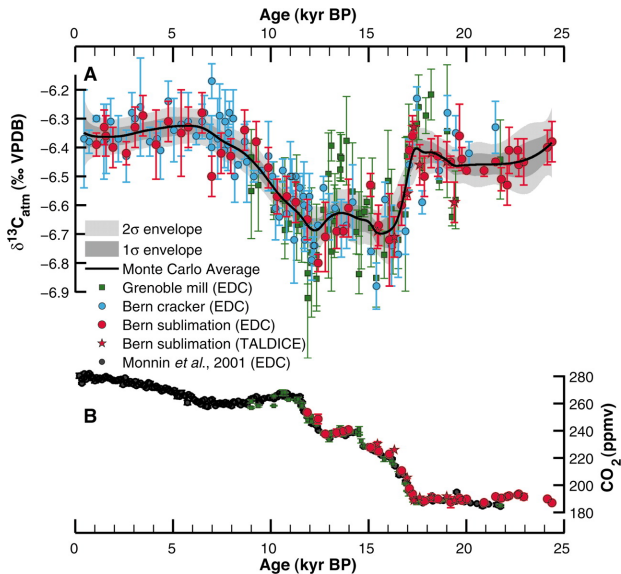 Age (kyr BP)
0 5 10 15 20 25
A
−6.2
−6.3
−6.4
−6.5
−6.6
−6.7
−6.8
−6.9
δ¹³Cₐₜₘ (‰ VPDB)
2σ envelope
1σ envelope
Monte Carlo Average
Grenoble mill (EDC)
Bern cracker (EDC)
Bern sublimation (EDC)
Bern sublimation (TALDICE)
Monnin et al., 2001 (EDC)
B
280
260
240
220
200
180
CO₂ (ppmv)
0 5 10 15 20 25
Age (kyr BP)